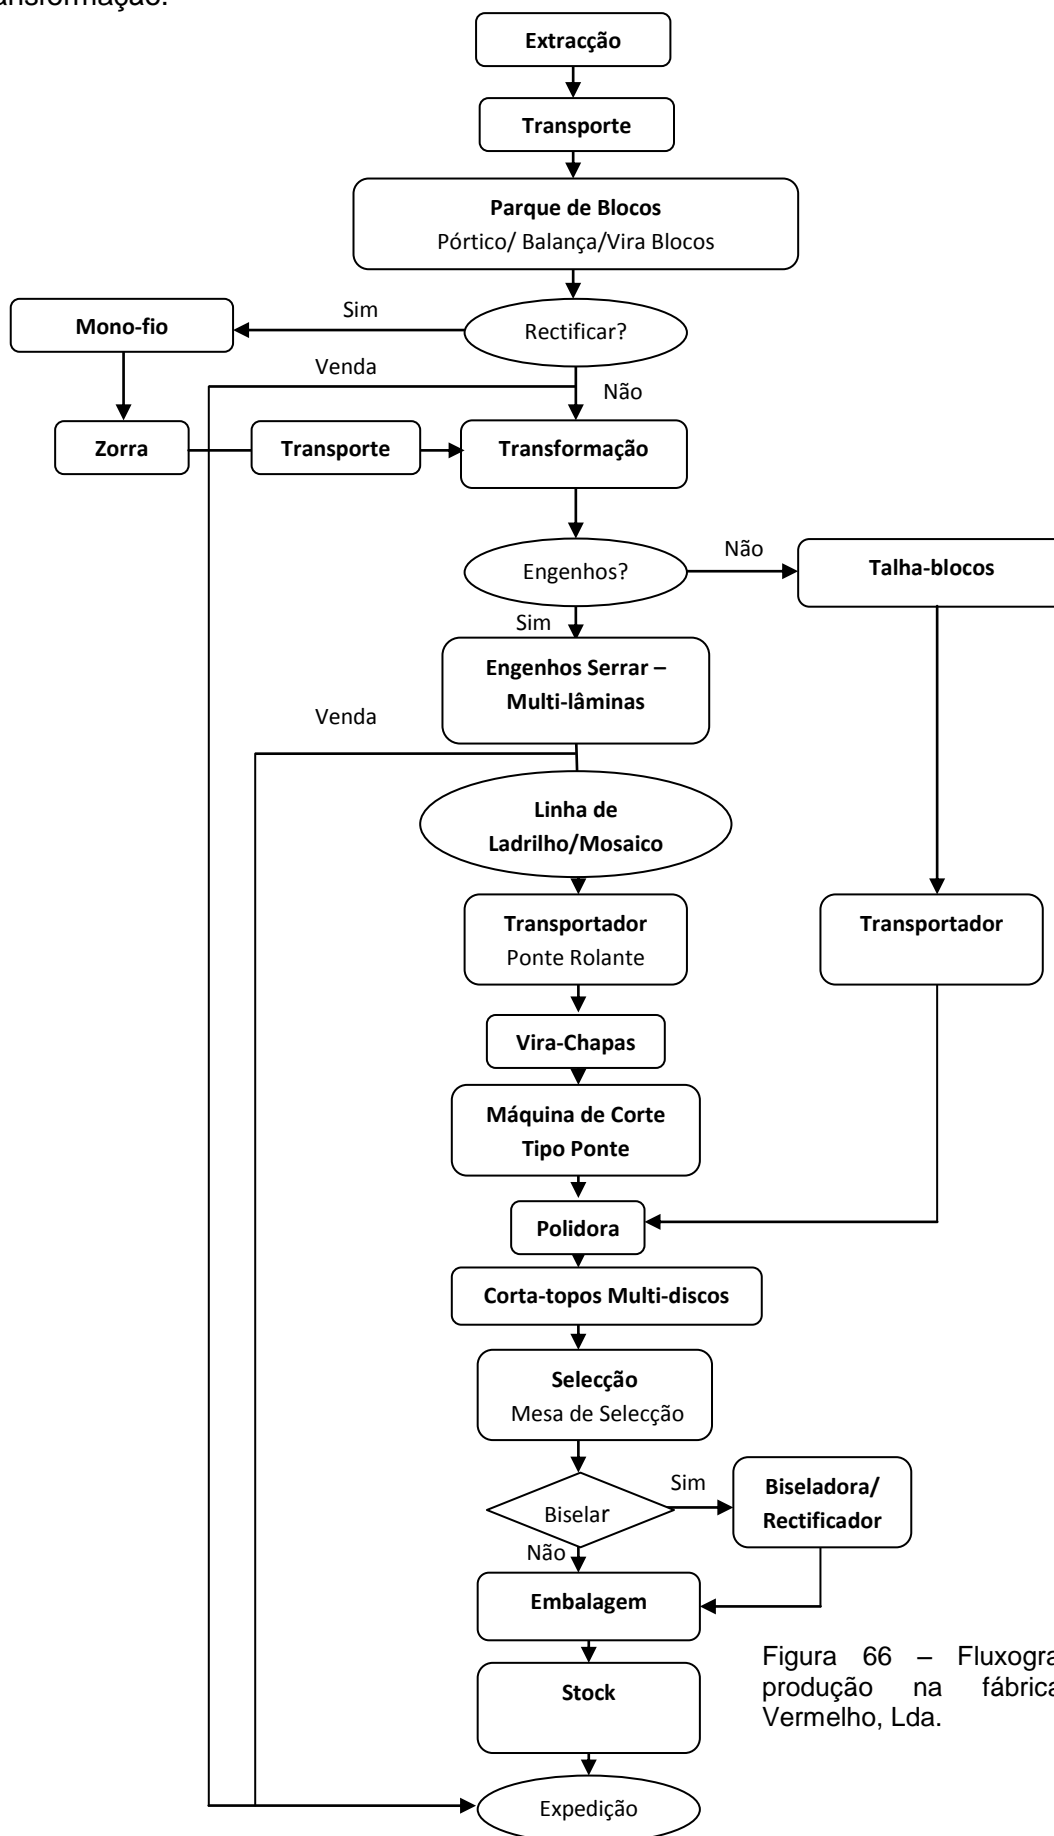 ansformação.
Extracção
Transporte
Parque de Blocos
Pórtico/ Balança/Vira Blocos
Sim
Mono-fio
Rectificar?
Venda
Não
Zorra
Transporte
Transformação
Não
Engenhos?
Talha-blocos
Sim
Engenhos Serrar –
Multi-lâminas
Venda
Linha de
Ladrilho/Mosaico
Transportador
Ponte Rolante
Transportador
Vira-Chapas
Máquina de Corte
Tipo Ponte
Polidora
Corta-topos Multi-discos
Selecção
Mesa de Selecção
Sim
Biseladora/
Rectificador
Biselar
Não
Embalagem
Figura 66 – Fluxogra
produção na fábrica
Vermelho, Lda.
Stock
Expedição